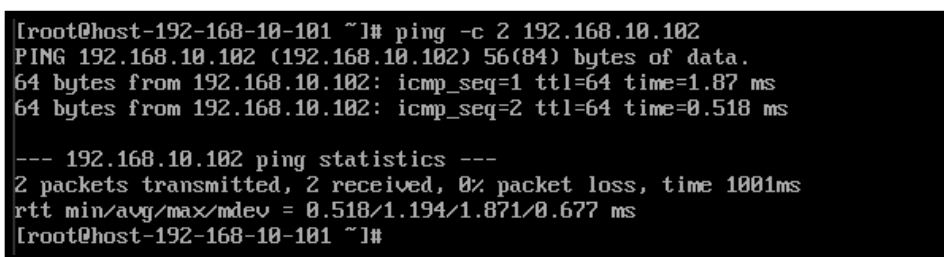 [root@host-192-168-10-101 ~]# ping -c 2 192.168.10.102
PING 192.168.10.102 (192.168.10.102) 56(84) bytes of data.
64 bytes from 192.168.10.102: icmp_seq=1 ttl=64 time=1.87 ms
64 bytes from 192.168.10.102: icmp_seq=2 ttl=64 time=0.518 ms

--- 192.168.10.102 ping statistics ---
2 packets transmitted, 2 received, 0% packet loss, time 1001ms
rtt min/avg/max/mdev = 0.518/1.194/1.871/0.677 ms
[root@host-192-168-10-101 ~]#